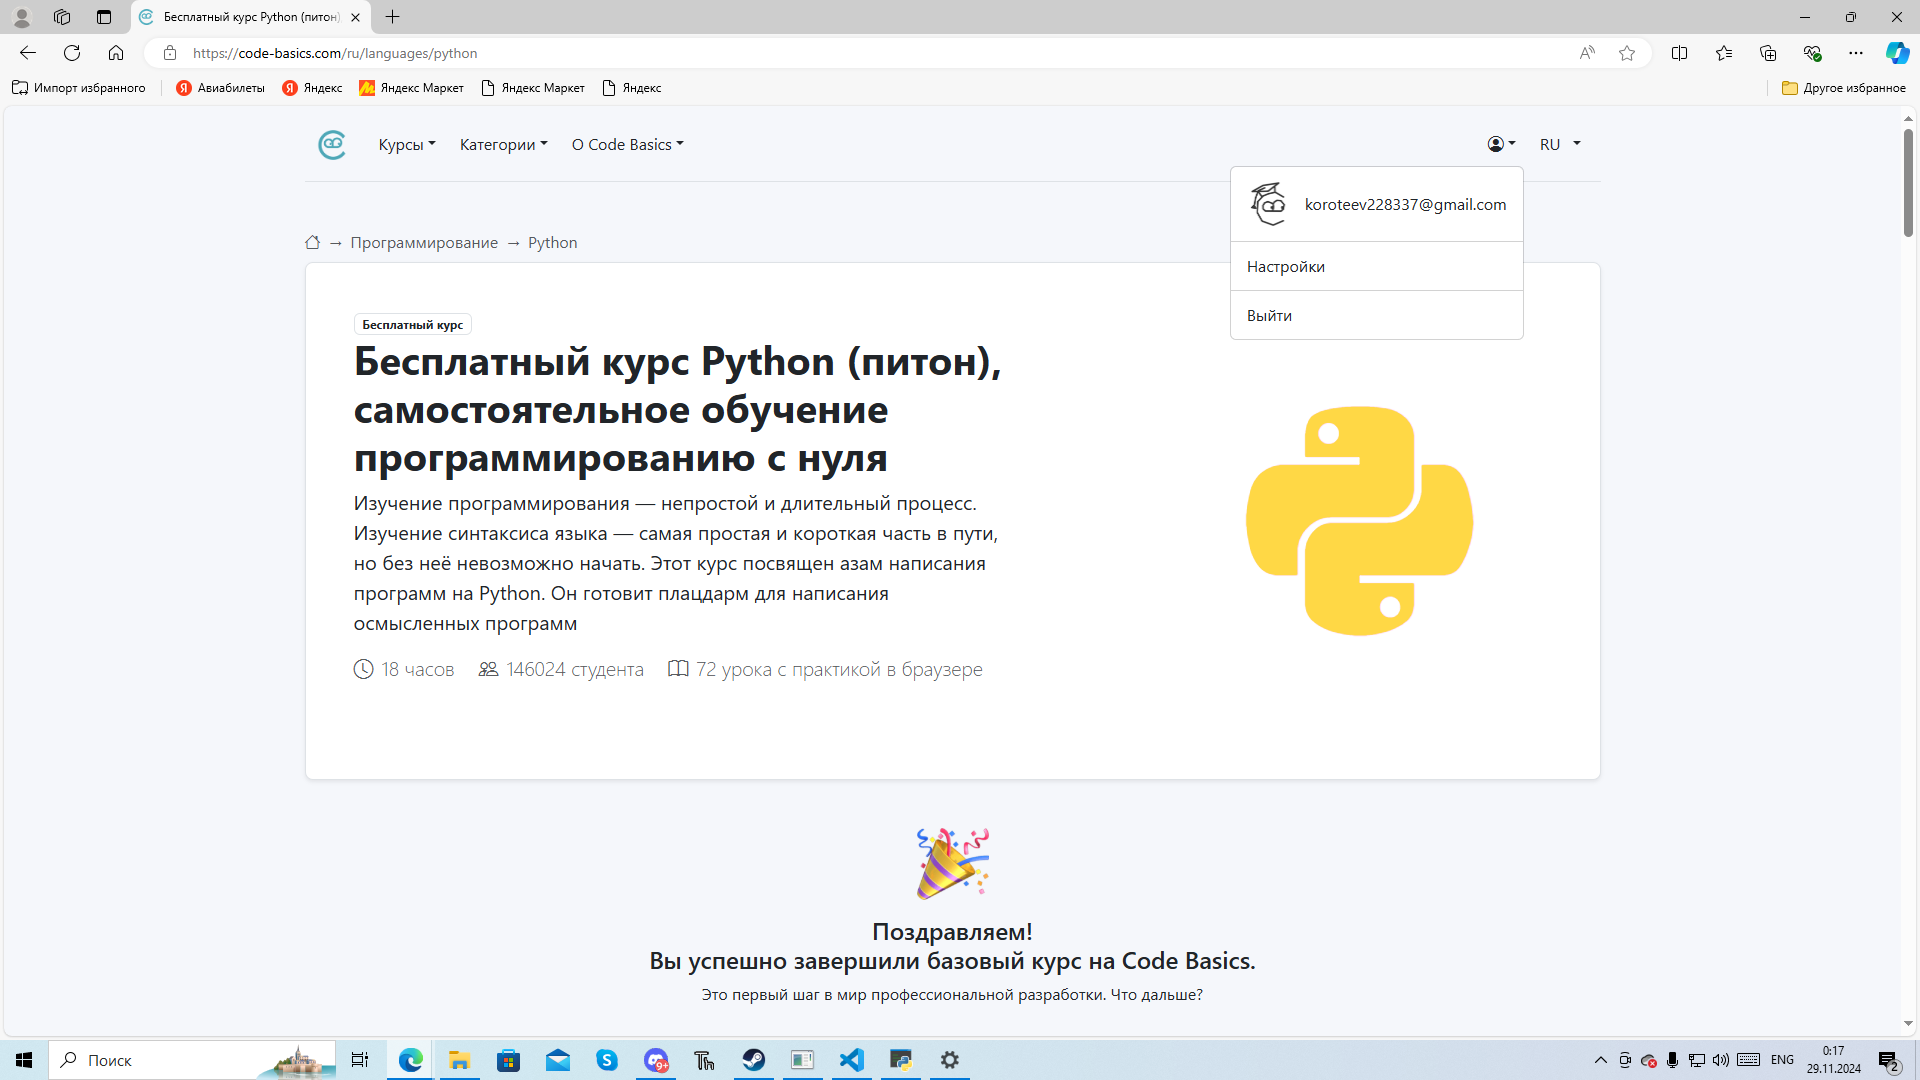 Бесплатный курс Python (питон),
https://code-basics.com/ru/languages/python
Импорт избранного
Авиабилеты
Яндекс
Яндекс Маркет
Яндекс Маркет
Яндекс
Другое избранное
Курсы
Категории
О Code Basics
RU
koroteev228337@gmail.com
Настройки
Выйти
→ Программирование → Python
Бесплатный курс
Бесплатный курс Python (питон),
самостоятельное обучение
программированию с нуля
Изучение программирования — непростой и длительный процесс.
Изучение синтаксиса языка — самая простая и короткая часть в пути,
но без неё невозможно начать. Этот курс посвящен азам написания
программ на Python. Он готовит плацдарм для написания
осмысленных программ
18 часов
146024 студента
72 урока с практикой в браузере
Поздравляем!
Вы успешно завершили базовый курс на Code Basics.
Это первый шаг в мир профессиональной разработки. Что дальше?
Поиск
9+
ENG
0:17
29.11.2024
2